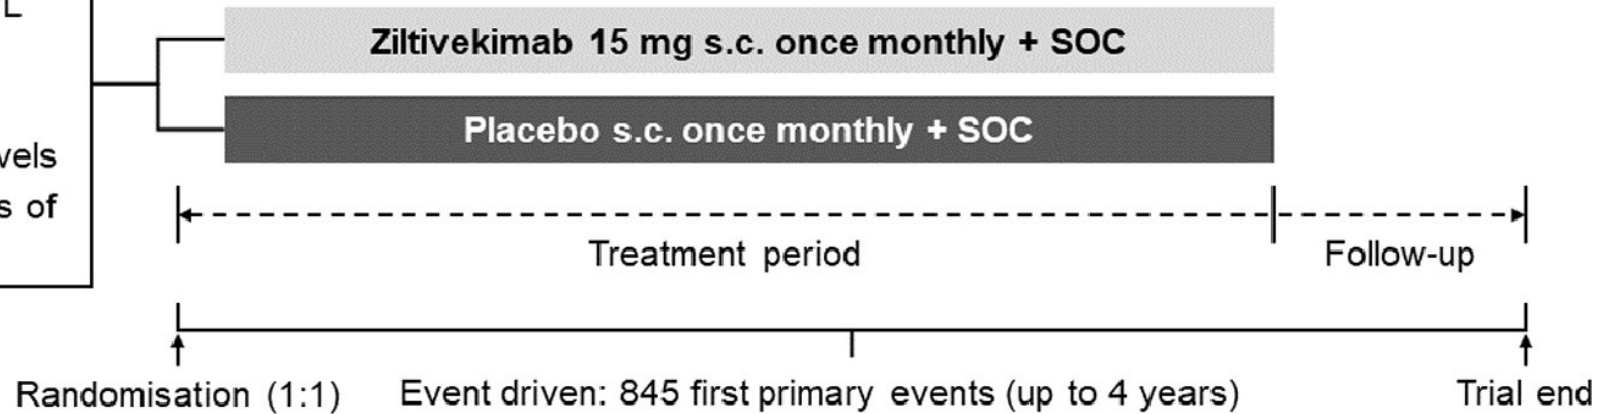 Ziltivekimab 15 mg s.c. once monthly + SOC
Placebo s.c. once monthly + SOC
s of
Treatment period
Follow-up
Randomisation (1:1)
Event driven: 845 first primary events (up to 4 years)
Trial end